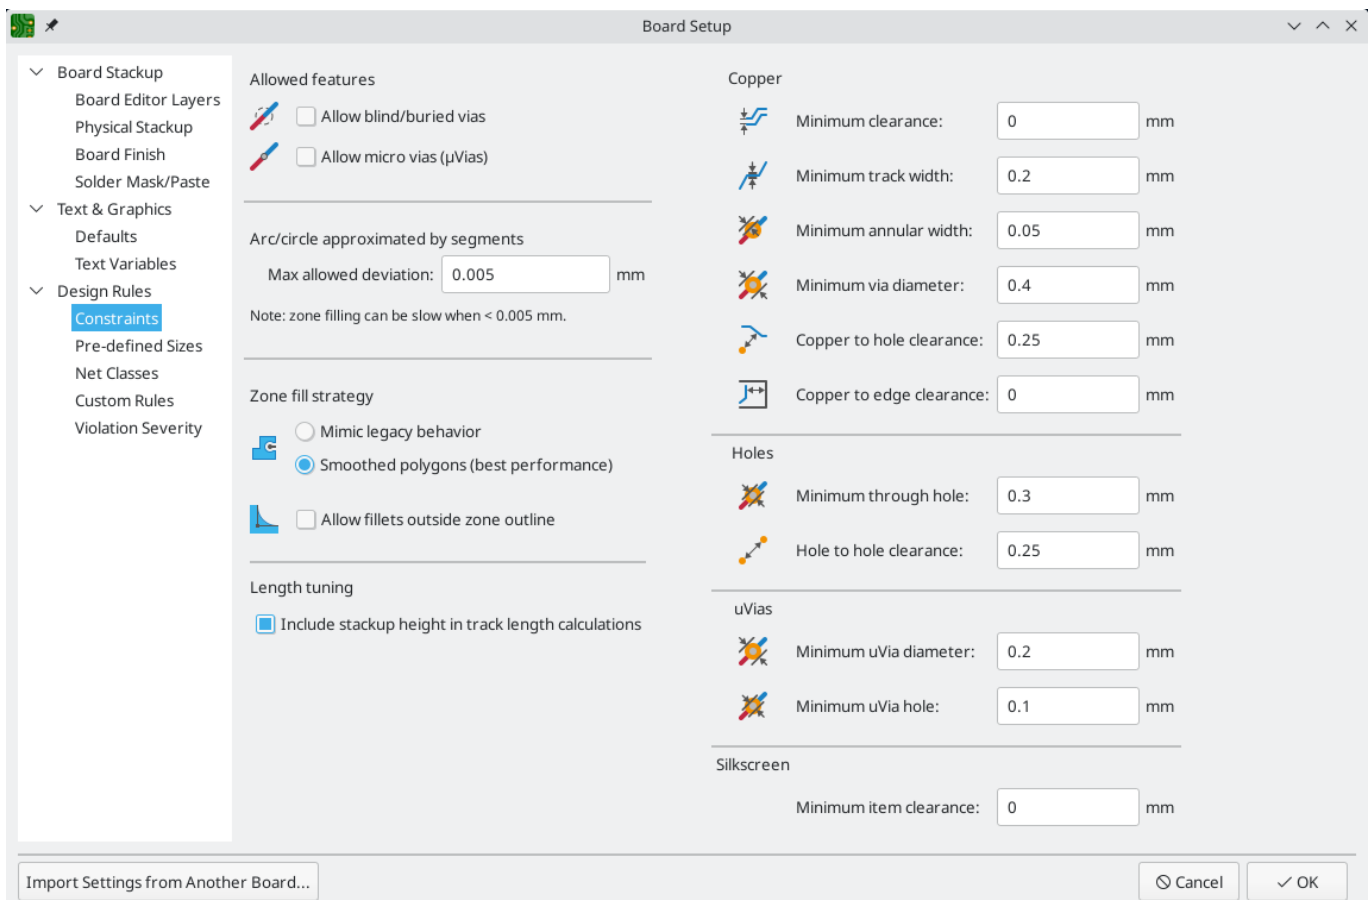 Board Setup
Board Stackup
Board Editor Layers
Physical Stackup
Board Finish
Solder Mask/Paste
Text & Graphics
Defaults
Text Variables
Design Rules
Constraints
Pre-defined Sizes
Net Classes
Custom Rules
Violation Severity
Allowed features
Allow blind/buried vias
Allow micro vias (µVias)
Arc/circle approximated by segments
Max allowed deviation: 0.005 mm
Note: zone filling can be slow when < 0.005 mm.
Zone fill strategy
Mimic legacy behavior
Smoothed polygons (best performance)
Allow fillets outside zone outline
Length tuning
Include stackup height in track length calculations
Copper
Minimum clearance: 0 mm
Minimum track width: 0.2 mm
Minimum annular width: 0.05 mm
Minimum via diameter: 0.4 mm
Copper to hole clearance: 0.25 mm
Copper to edge clearance: 0 mm
Holes
Minimum through hole: 0.3 mm
Hole to hole clearance: 0.25 mm
uVias
Minimum uVia diameter: 0.2 mm
Minimum uVia hole: 0.1 mm
Silkscreen
Minimum item clearance: 0 mm
Import Settings from Another Board...
Cancel
OK